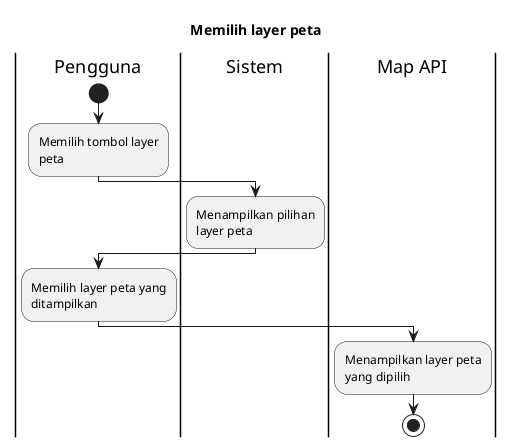 Memilih layer peta
Pengguna
Sistem
Map API
Memilih tombol layer
peta
Menampilkan pilihan
layer peta
Memilih layer peta yang
ditampilkan
Menampilkan layer peta
yang dipilih